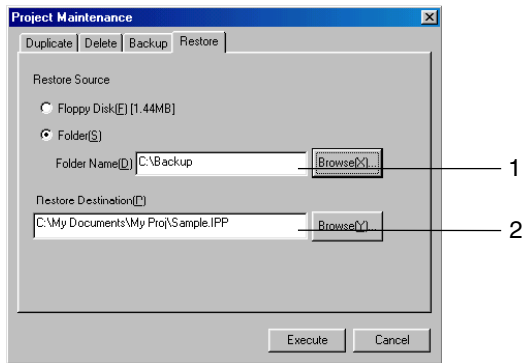 Project Maintenance
Duplicate Delete Backup Restore
Restore Source
Floppy Disk(F) [1.44MB]
Folder(S)
Folder Name(D) C:\Backup Browse(X)... 1
Restore Destination(P)
C:\My Documents\My Proj\Sample.IPP Browse(Y)... 2
Execute Cancel